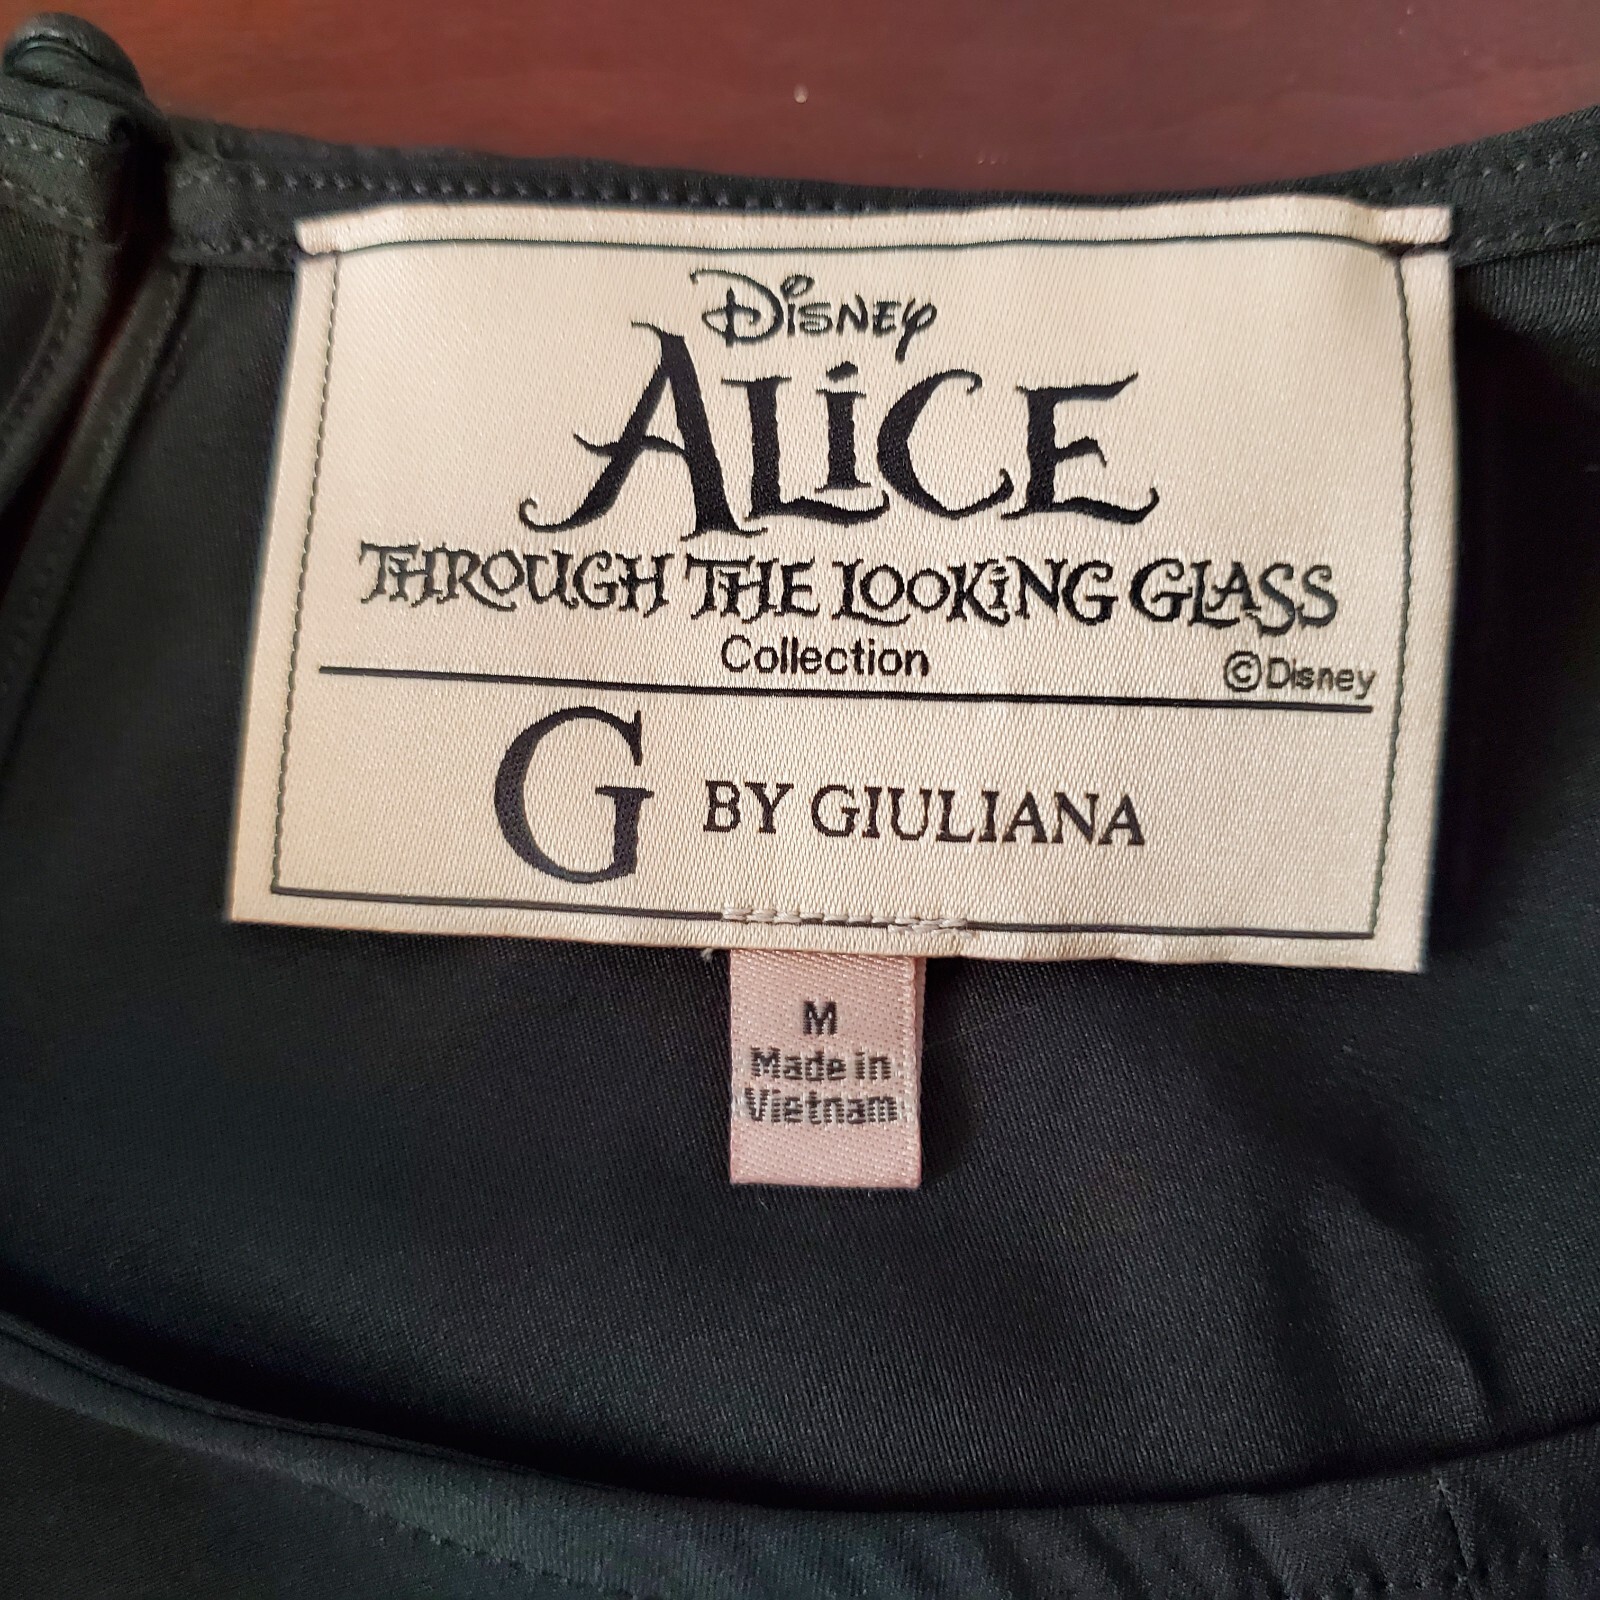 Disney
ALiCE
THROUGH THE LOOKiNG GLASS
Collection
©Disney
G BY GIULIANA
M
Made in
Vietnam